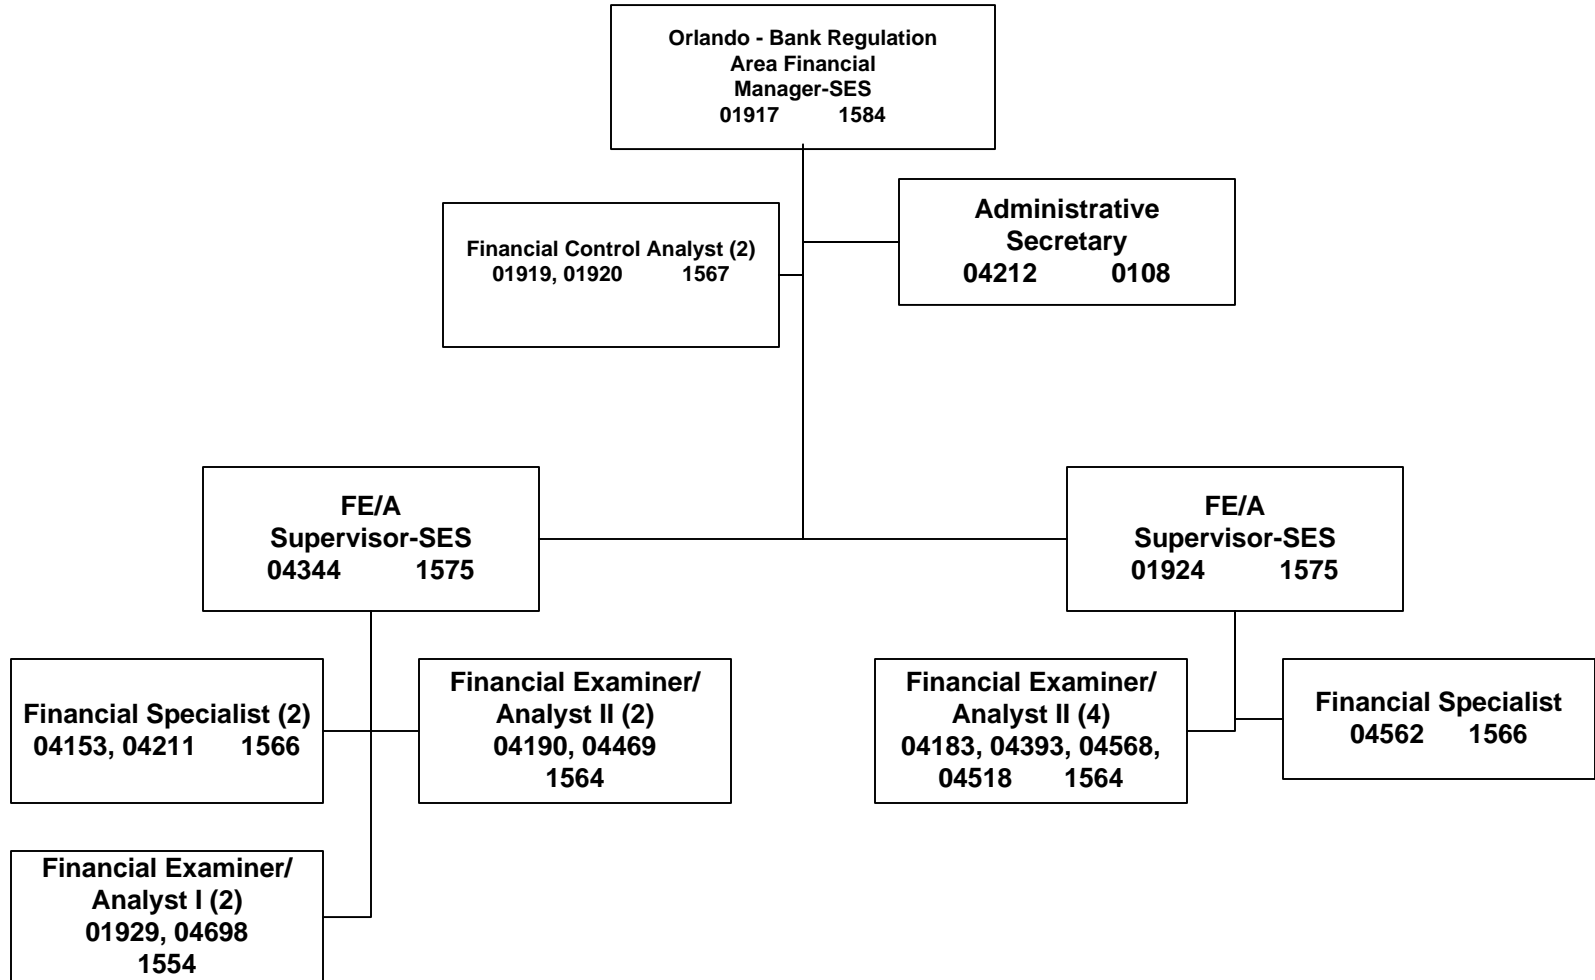 Orlando - Bank Regulation
Area Financial
Manager-SES
01917 1584
Administrative
Secretary
04212 0108
Financial Control Analyst (2)
01919, 01920 1567
FE/A
Supervisor-SES
04344 1575
FE/A
Supervisor-SES
01924 1575
Financial Specialist (2)
04153, 04211 1566
Financial Examiner/
Analyst II (2)
04190, 04469
1564
Financial Examiner/
Analyst II (4)
04183, 04393, 04568,
04518 1564
Financial Specialist
04562 1566
Financial Examiner/
Analyst I (2)
01929, 04698
1554